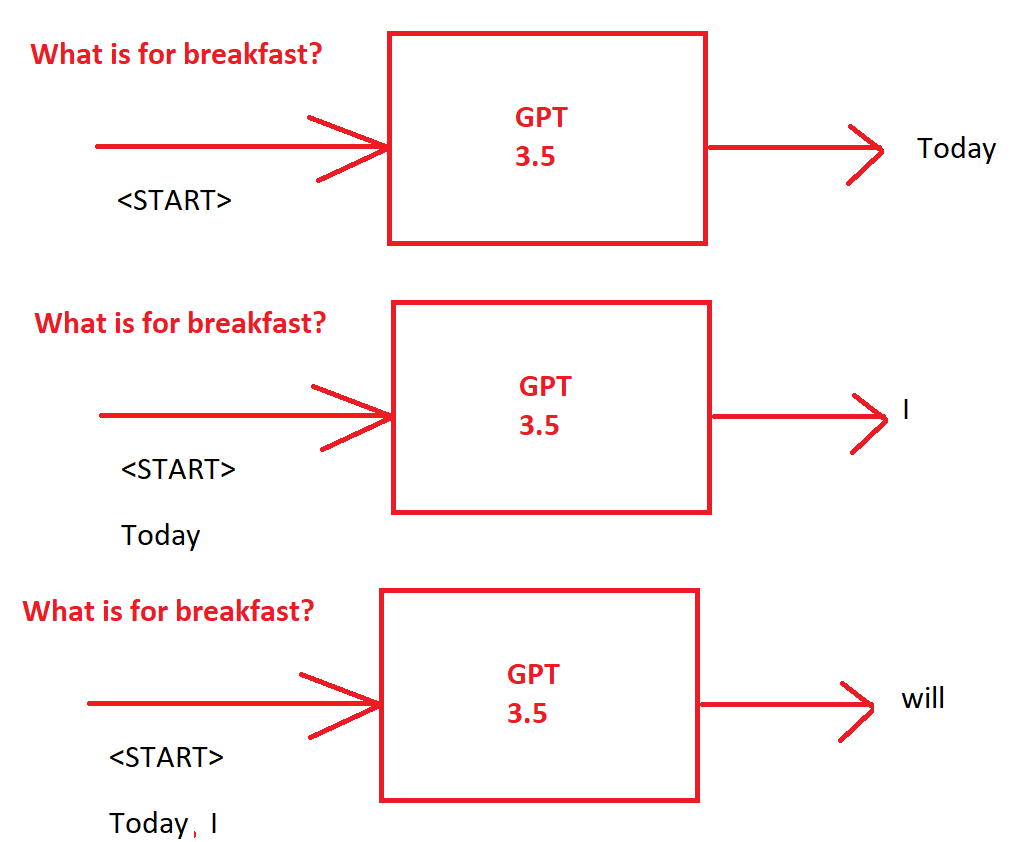 What is for breakfast?
GPT
3.5
Today
<START>
What is for breakfast?
GPT
3.5
I
<START>
Today
What is for breakfast?
GPT
3.5
will
<START>
Today, I